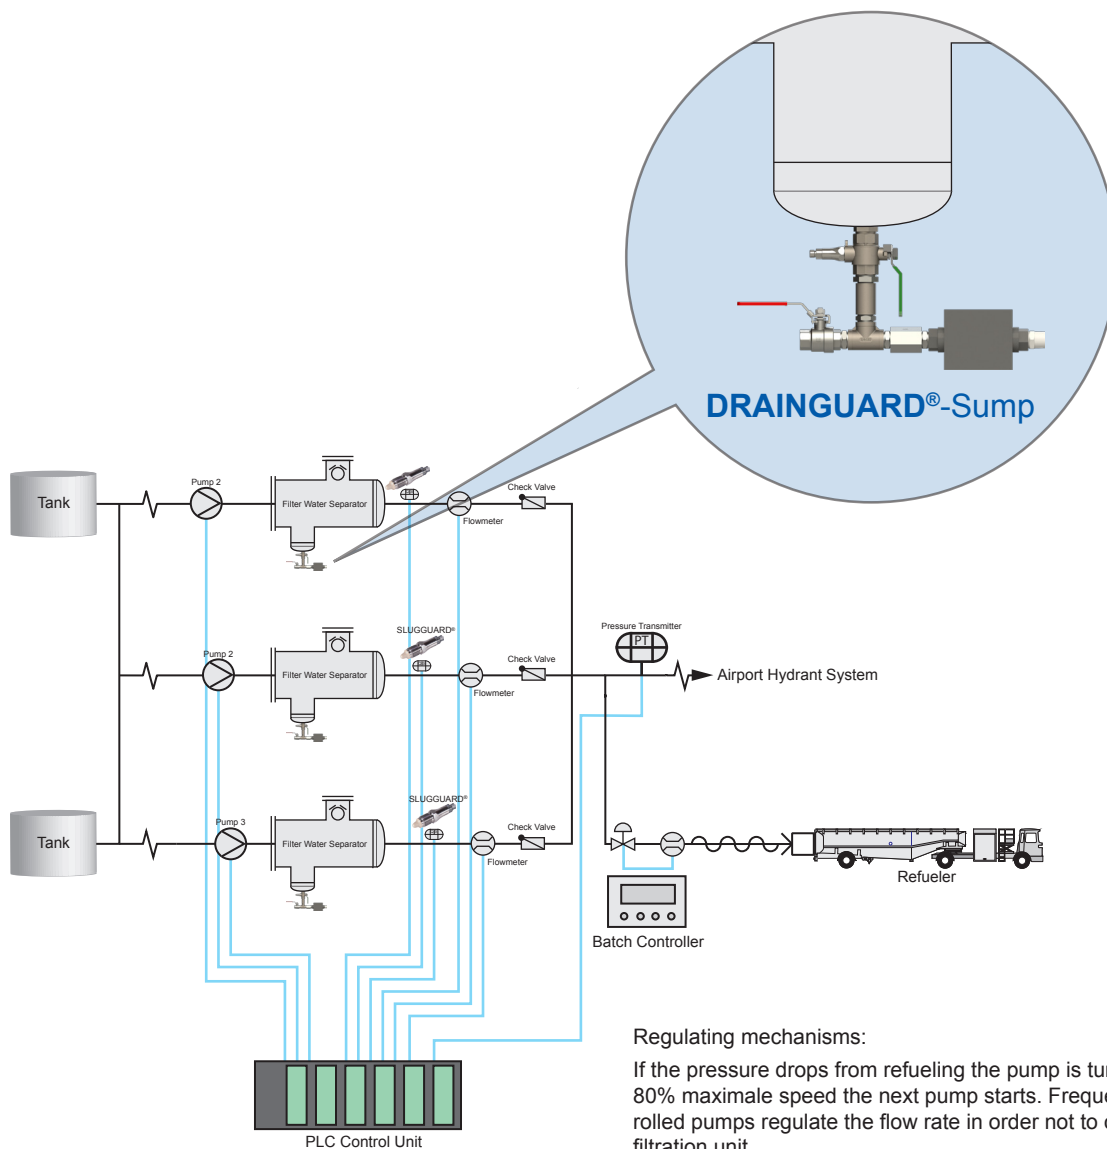 DRAINGUARD®-Sump
Tank
Pump 2
Filter Water Separator
Flowmeter
Check Valve
Pump 2
Filter Water Separator
SLUGGUARD®
Flowmeter
Check Valve
Pressure Transmitter
PT
Airport Hydrant System
Tank
Pump 3
Filter Water Separator
SLUGGUARD®
Flowmeter
Check Valve
Refueler
Batch Controller
PLC Control Unit
Regulating mechanisms:
If the pressure drops from refueling the pump is tur
80% maximale speed the next pump starts. Freque
rolled pumps regulate the flow rate in order not to
filtration unit